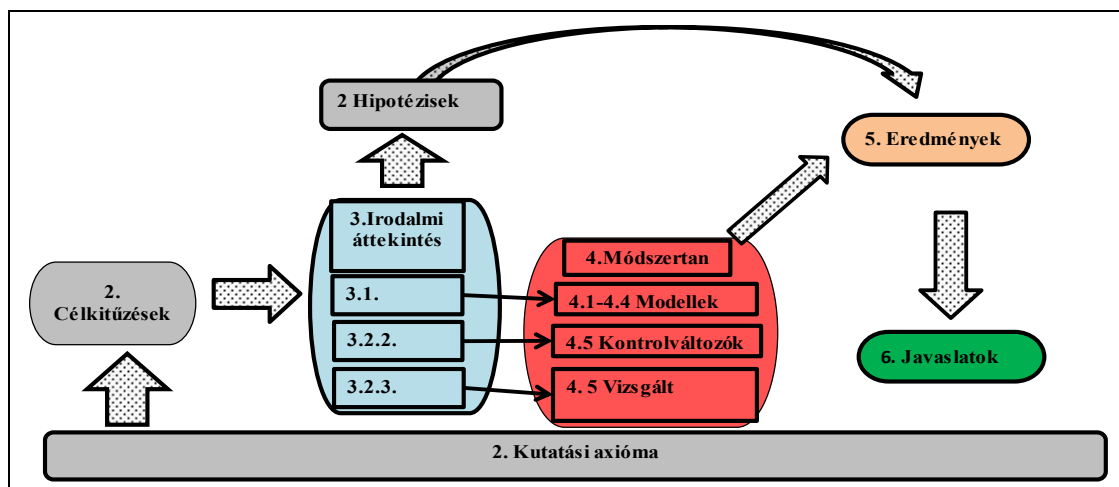 2 Hipotézisek
5. Eredmények
3.Irodalmi
áttekintés
4.Módszertan
2.
Célkitűzések
3.1.
4.1-4.4 Modellek
3.2.2.
4.5 Kontrolváltozók
6. Javaslatok
3.2.3.
4. 5 Vizsgált
2. Kutatási axióma